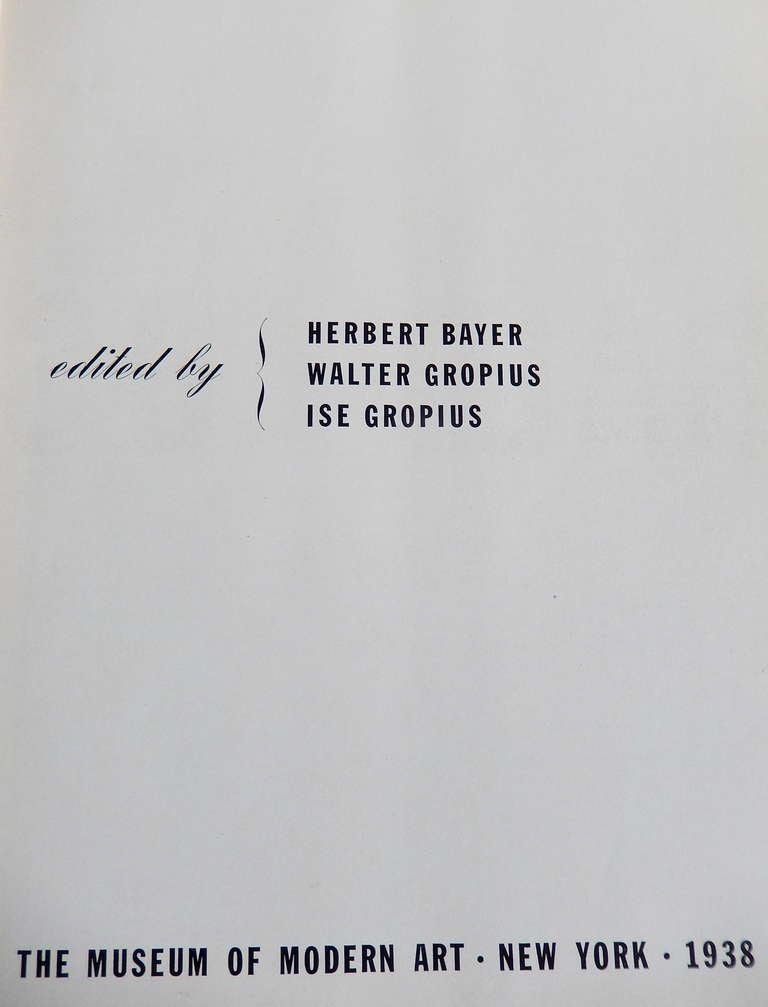 edited by
HERBERT BAYER
WALTER GROPIUS
ISE GROPIUS
THE MUSEUM OF MODERN ART · NEW YORK · 1938